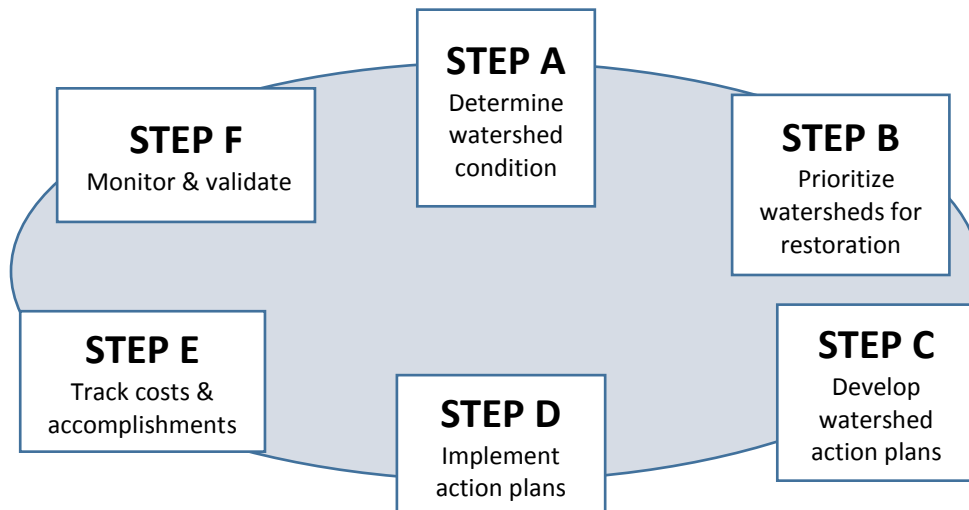 STEP A
Determine
watershed
condition
STEP B
Prioritize
watersheds for
restoration
STEP C
Develop
watershed
action plans
STEP D
Implement
action plans
STEP E
Track costs &
accomplishments
STEP F
Monitor & validate